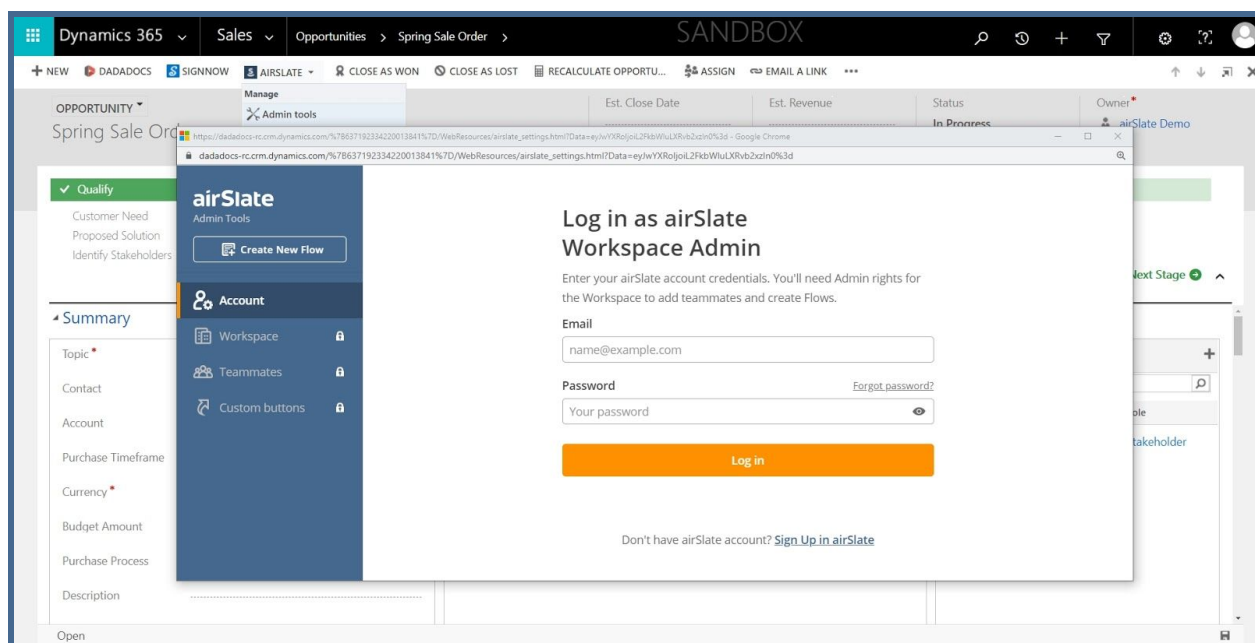 Dynamics 365 Sales Opportunities > Spring Sale Order > SANDBOX
NEW DADADOCS SIGNNOW AIRSLATE CLOSE AS WON CLOSE AS LOST RECALCULATE OPPORTU... ASSIGN EMAIL A LINK ...
Manage
Admin tools
OPPORTUNITY
Spring Sale Ord
Est. Close Date
Est. Revenue
Status
In Progress
Owner*
airSlate Demo
dadadocs-rc.crm.dynamics.com/%7B637192334220013841%7D/WebResources/airslate_settings.html?Data=
Qualify
Customer Need
Proposed Solution
Identify Stakeholders
Next Stage
Summary
Topic*
Contact
Account
Purchase Timeframe
Currency*
Budget Amount
Purchase Process
Description
airSlate
Admin Tools
Create New Flow
Account
Workspace
Teammates
Custom buttons
Log in as airSlate
Workspace Admin
Enter your airSlate account credentials. You'll need Admin rights for
the Workspace to add teammates and create Flows.
Email
name@example.com
Password Forgot password?
Your password
Log in
Don't have airSlate account? Sign Up in airSlate
Open